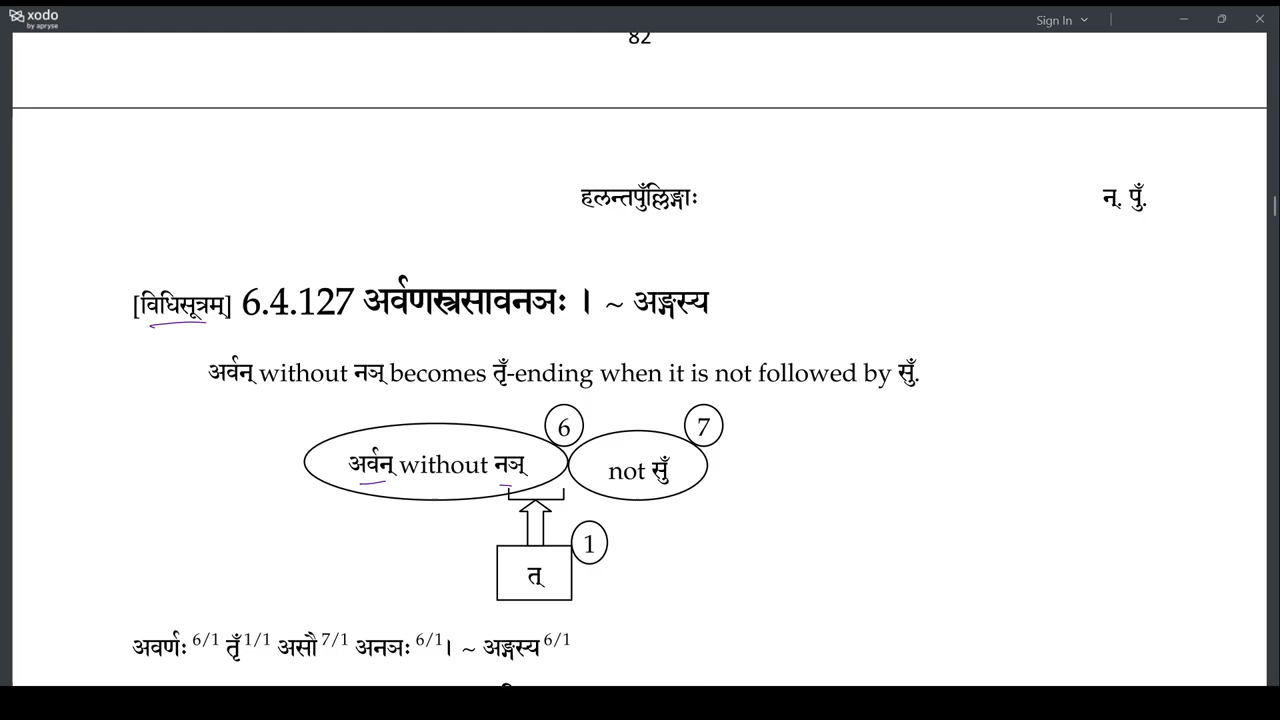 xodo
by apryse
Sign In
82
हलन्तपुँल्लिङ्गाः
न्. पुँ.
[विधिसूत्रम्] 6.4.127 अर्वणस्त्रसावनञः । ~ अङ्गस्य
अर्वन् without नञ् becomes तृँ-ending when it is not followed by सुँ.
6
7
अर्वन् without नञ्
not सुँ
1
त्
अवर्णः 6/1 तृँ 1/1 असौ 7/1 अनञः 6/1। ~ अङ्गस्य 6/1